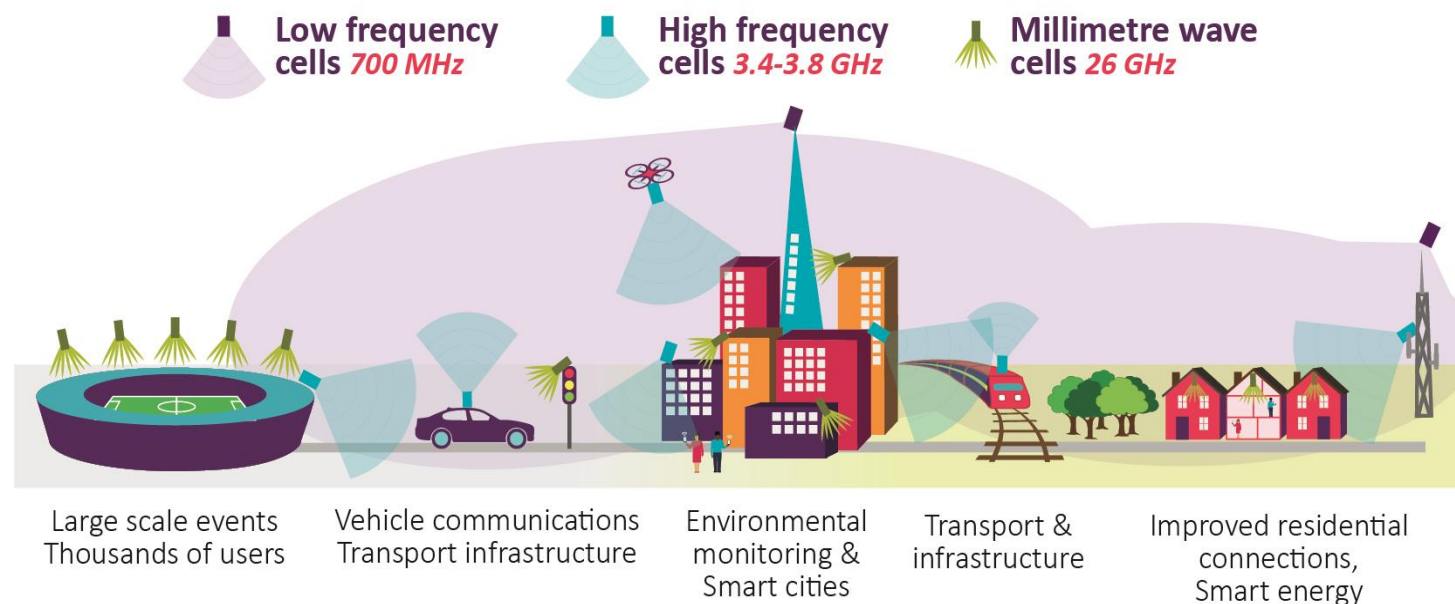 Low frequency
cells 700 MHz
High frequency
cells 3.4-3.8 GHz
Millimetre wave
cells 26 GHz
Large scale events
Thousands of users
Vehicle communications
Transport infrastructure
Environmental
monitoring &
Smart cities
Transport &
infrastructure
Improved residential
connections,
Smart energy